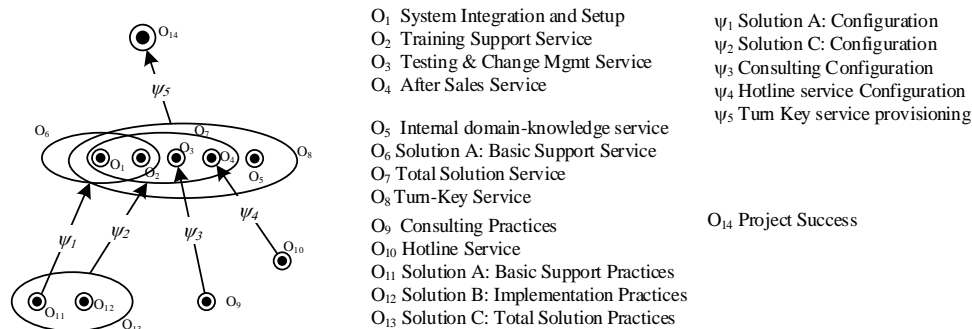 O₁₄
ψ₅
O₆
O₇
O₈
O₁
O₂
O₃
O₄
O₅
ψ₁
ψ₂
ψ₃
ψ₄
O₁₀
O₁₁
O₁₂
O₉
O₁₃
O₁ System Integration and Setup
O₂ Training Support Service
O₃ Testing & Change Mgmt Service
O₄ After Sales Service
O₅ Internal domain-knowledge service
O₆ Solution A: Basic Support Service
O₇ Total Solution Service
O₈ Turn-Key Service
O₉ Consulting Practices
O₁₀ Hotline Service
O₁₁ Solution A: Basic Support Practices
O₁₂ Solution B: Implementation Practices
O₁₃ Solution C: Total Solution Practices
ψ₁ Solution A: Configuration
ψ₂ Solution C: Configuration
ψ₃ Consulting Configuration
ψ₄ Hotline service Configuration
ψ₅ Turn Key service provisioning
O₁₄ Project Success